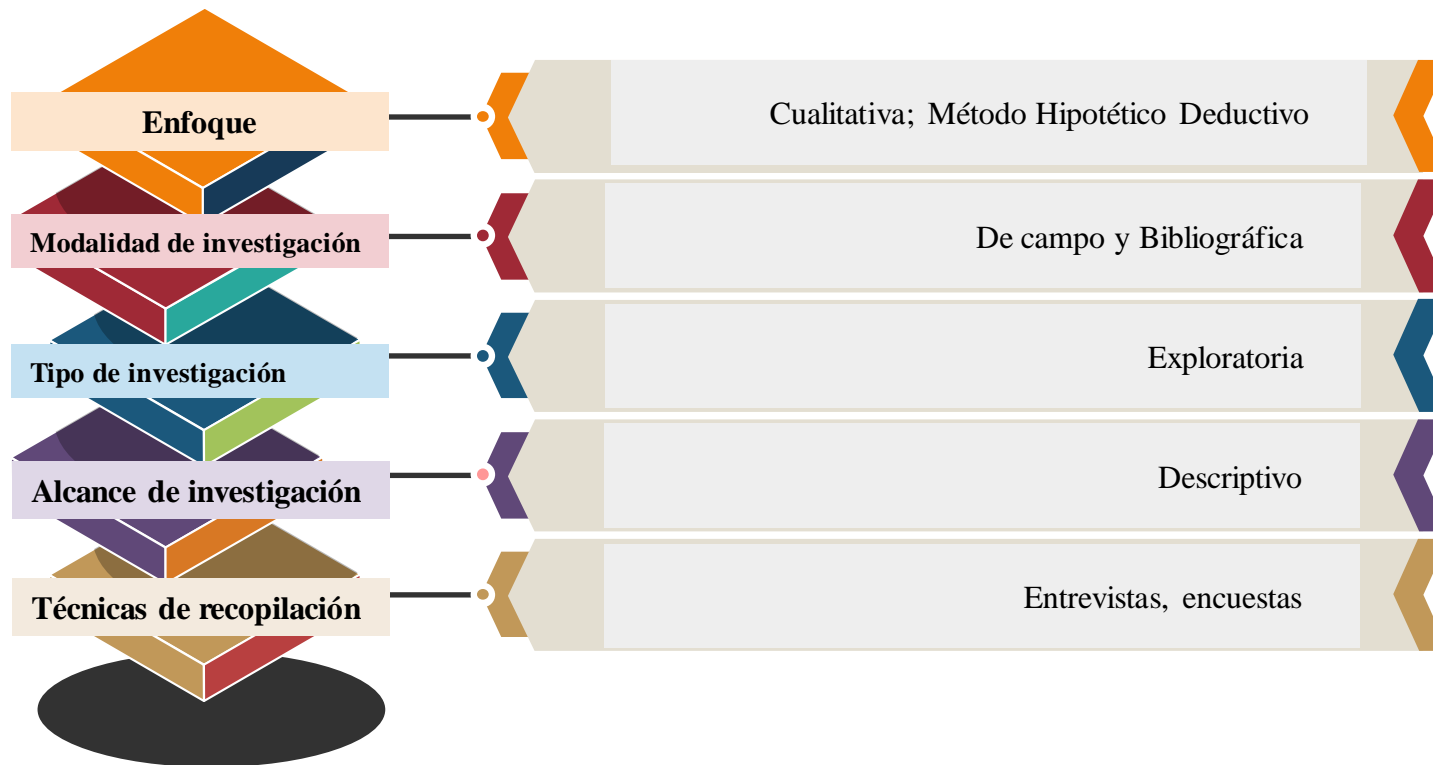 Enfoque
Cualitativa; Método Hipotético Deductivo
Modalidad de investigación
De campo y Bibliográfica
Tipo de investigación
Exploratoria
Alcance de investigación
Descriptivo
Técnicas de recopilación
Entrevistas, encuestas